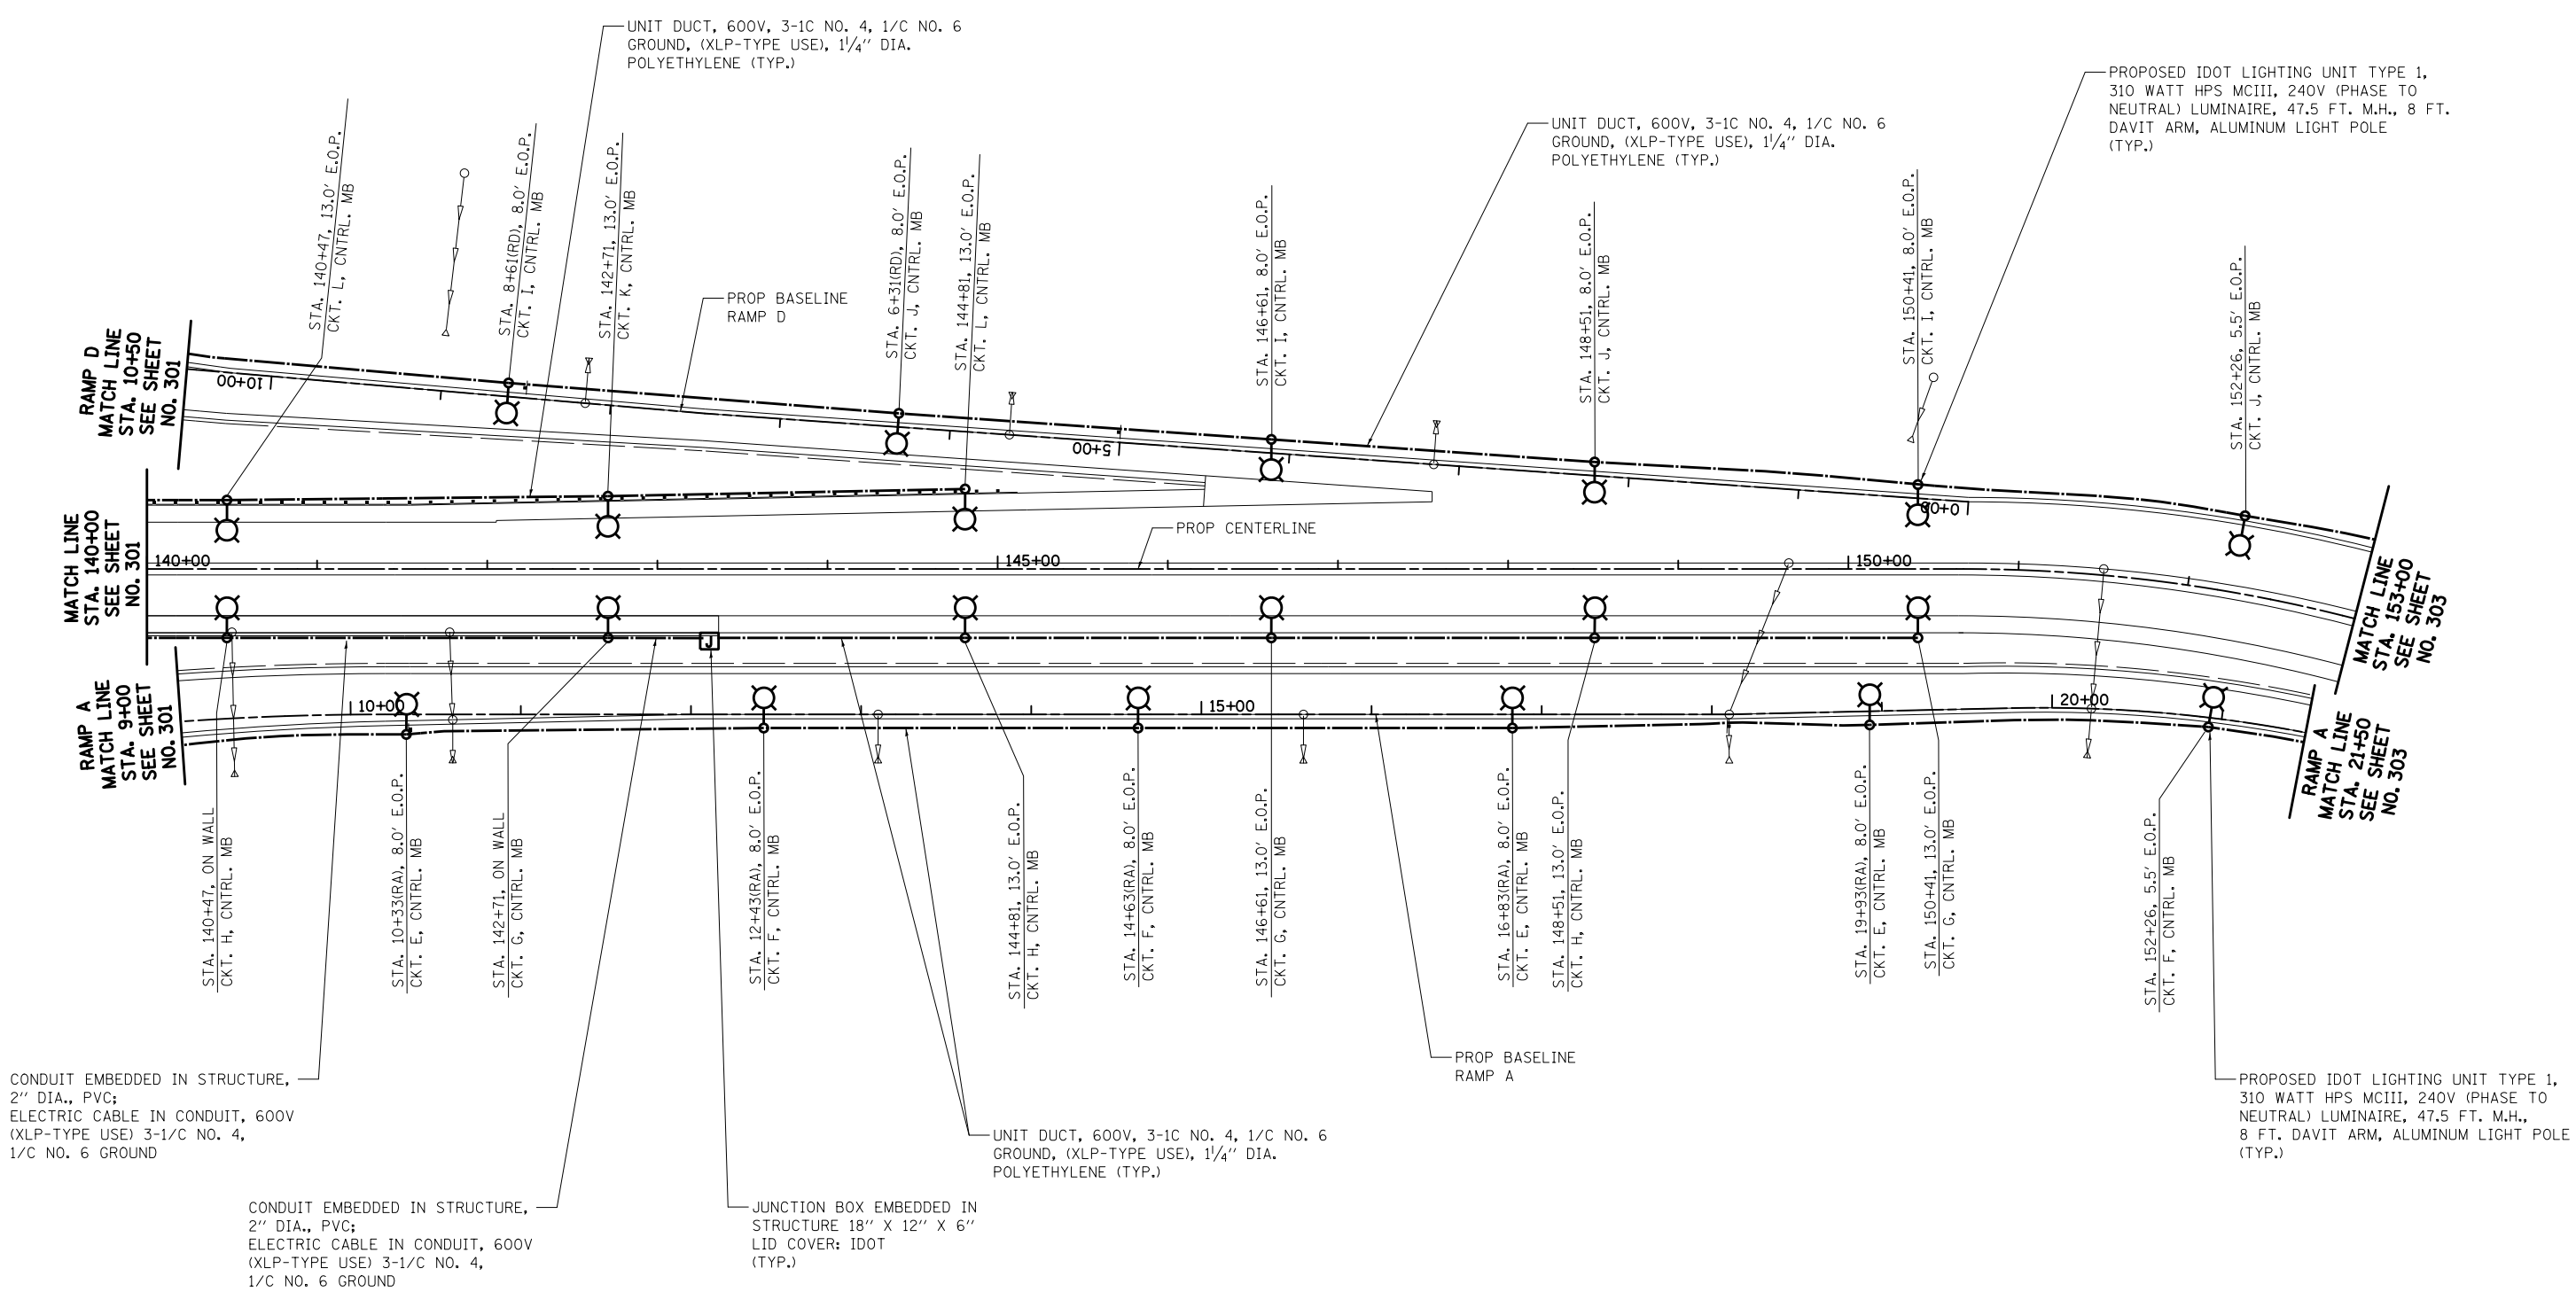 UNIT DUCT, 600V, 3-1C NO. 4, 1/C NO. 6
GROUND, (XLP-TYPE USE), 1 1/4" DIA.
POLYETHYLENE (TYP.)
PROPOSED IDOT LIGHTING UNIT TYPE 1,
310 WATT HPS MCIII, 240V (PHASE TO
NEUTRAL) LUMINAIRE, 47.5 FT. M.H., 8 FT.
DAVIT ARM, ALUMINUM LIGHT POLE
(TYP.)
UNIT DUCT, 600V, 3-1C NO. 4, 1/C NO. 6
GROUND, (XLP-TYPE USE), 1 1/4" DIA.
POLYETHYLENE (TYP.)
STA. 140+47, 13.0' E.O.P.
CKT. L, CNTRL. MB
STA. 8+61(RD), 8.0' E.O.P.
CKT. I, CNTRL. MB
STA. 142+71, 13.0' E.O.P.
CKT. K, CNTRL. MB
STA. 6+31(RD), 8.0' E.O.P.
CKT. J, CNTRL. MB
STA. 144+81, 13.0' E.O.P.
CKT. L, CNTRL. MB
STA. 146+61, 8.0' E.O.P.
CKT. I, CNTRL. MB
STA. 148+51, 8.0' E.O.P.
CKT. J, CNTRL. MB
STA. 150+41, 8.0' E.O.P.
CKT. I, CNTRL. MB
STA. 152+26, 5.5' E.O.P.
CKT. J, CNTRL. MB
PROP BASELINE
RAMP D
RAMP D
MATCH LINE
STA. 10+50
SEE SHEET
NO. 301
10+00
5+00
0+00
PROP CENTERLINE
MATCH LINE
STA. 140+00
SEE SHEET
NO. 301
140+00
145+00
150+00
MATCH LINE
STA. 153+00
SEE SHEET
NO. 303
J
RAMP A
MATCH LINE
STA. 9+00
SEE SHEET
NO. 301
10+00
15+00
20+00
RAMP A
MATCH LINE
STA. 21+50
SEE SHEET
NO. 303
STA. 140+47, ON WALL
CKT. H, CNTRL. MB
STA. 10+33(RA), 8.0' E.O.P.
CKT. E, CNTRL. MB
STA. 142+71, ON WALL
CKT. G, CNTRL. MB
STA. 12+43(RA), 8.0' E.O.P.
CKT. F, CNTRL. MB
STA. 144+81, 13.0' E.O.P.
CKT. H, CNTRL. MB
STA. 14+63(RA), 8.0' E.O.P.
CKT. F, CNTRL. MB
STA. 146+61, 13.0' E.O.P.
CKT. G, CNTRL. MB
STA. 16+83(RA), 8.0' E.O.P.
CKT. E, CNTRL. MB
STA. 148+51, 13.0' E.O.P.
CKT. H, CNTRL. MB
STA. 19+93(RA), 8.0' E.O.P.
CKT. E, CNTRL. MB
STA. 150+41, 13.0' E.O.P.
CKT. G, CNTRL. MB
STA. 152+26, 5.5' E.O.P.
CKT. F, CNTRL. MB
PROP BASELINE
RAMP A
CONDUIT EMBEDDED IN STRUCTURE,
2" DIA., PVC;
ELECTRIC CABLE IN CONDUIT, 600V
(XLP-TYPE USE) 3-1/C NO. 4,
1/C NO. 6 GROUND
PROPOSED IDOT LIGHTING UNIT TYPE 1,
310 WATT HPS MCIII, 240V (PHASE TO
NEUTRAL) LUMINAIRE, 47.5 FT. M.H.,
8 FT. DAVIT ARM, ALUMINUM LIGHT POLE
(TYP.)
UNIT DUCT, 600V, 3-1C NO. 4, 1/C NO. 6
GROUND, (XLP-TYPE USE), 1 1/4" DIA.
POLYETHYLENE (TYP.)
CONDUIT EMBEDDED IN STRUCTURE,
2" DIA., PVC;
ELECTRIC CABLE IN CONDUIT, 600V
(XLP-TYPE USE) 3-1/C NO. 4,
1/C NO. 6 GROUND
JUNCTION BOX EMBEDDED IN
STRUCTURE 18" X 12" X 6"
LID COVER: IDOT
(TYP.)